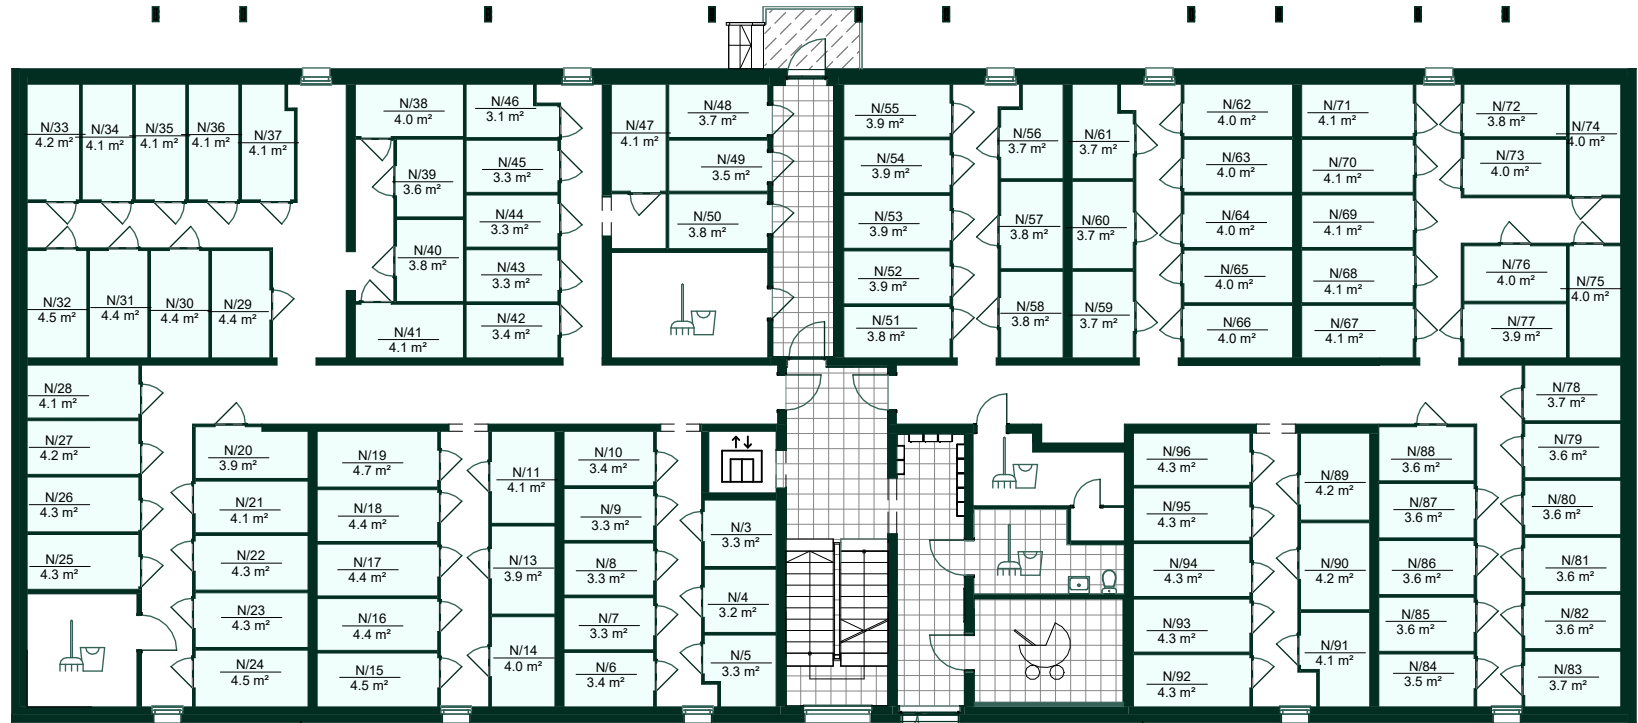 N/33
4.2 m²
N/34
4.1 m²
N/35
4.1 m²
N/36
4.1 m²
N/37
4.1 m²
N/38
4.0 m²
N/46
3.1 m²
N/39
3.6 m²
N/45
3.3 m²
N/44
3.3 m²
N/40
3.8 m²
N/43
3.3 m²
N/41
4.1 m²
N/42
3.4 m²
N/47
4.1 m²
N/48
3.7 m²
N/49
3.5 m²
N/50
3.8 m²
N/32
4.5 m²
N/31
4.4 m²
N/30
4.4 m²
N/29
4.4 m²
N/55
3.9 m²
N/54
3.9 m²
N/53
3.9 m²
N/52
3.9 m²
N/51
3.8 m²
N/56
3.7 m²
N/57
3.8 m²
N/58
3.8 m²
N/61
3.7 m²
N/60
3.7 m²
N/59
3.7 m²
N/62
4.0 m²
N/63
4.0 m²
N/64
4.0 m²
N/65
4.0 m²
N/66
4.0 m²
N/71
4.1 m²
N/70
4.1 m²
N/69
4.1 m²
N/68
4.1 m²
N/67
4.1 m²
N/72
3.8 m²
N/73
4.0 m²
N/74
4.0 m²
N/76
4.0 m²
N/75
4.0 m²
N/77
3.9 m²
N/28
4.1 m²
N/27
4.2 m²
N/26
4.3 m²
N/25
4.3 m²
N/20
3.9 m²
N/21
4.1 m²
N/22
4.3 m²
N/23
4.3 m²
N/24
4.5 m²
N/19
4.7 m²
N/18
4.4 m²
N/17
4.4 m²
N/16
4.4 m²
N/15
4.5 m²
N/11
4.1 m²
N/13
3.9 m²
N/14
4.0 m²
N/10
3.4 m²
N/9
3.3 m²
N/8
3.3 m²
N/7
3.3 m²
N/6
3.4 m²
N/3
3.3 m²
N/4
3.2 m²
N/5
3.3 m²
N/96
4.3 m²
N/95
4.3 m²
N/94
4.3 m²
N/93
4.3 m²
N/92
4.3 m²
N/89
4.2 m²
N/90
4.2 m²
N/91
4.1 m²
N/88
3.6 m²
N/87
3.6 m²
N/86
3.6 m²
N/85
3.6 m²
N/84
3.5 m²
N/78
3.7 m²
N/79
3.6 m²
N/80
3.6 m²
N/81
3.6 m²
N/82
3.6 m²
N/83
3.7 m²